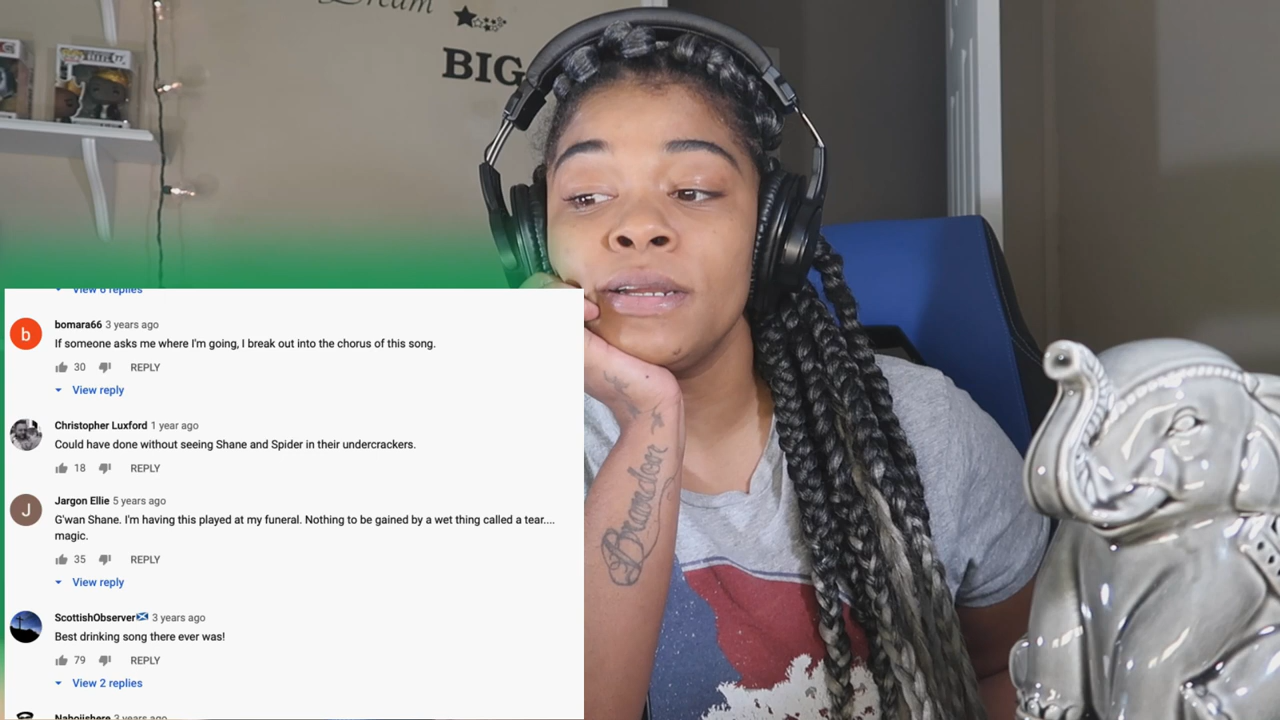 Dream
BIG
View 6 replies
bomara66 3 years ago
If someone asks me where I'm going, I break out into the chorus of this song.
30 REPLY
View reply
Christopher Luxford 1 year ago
Could have done without seeing Shane and Spider in their undercrackers.
18 REPLY
J
Jargon Ellie 5 years ago
G'wan Shane. I'm having this played at my funeral. Nothing to be gained by a wet thing called a tear....
magic.
35 REPLY
View reply
ScottishObserver 3 years ago
Best drinking song there ever was!
79 REPLY
View 2 replies
3 years ago
b
Brandon